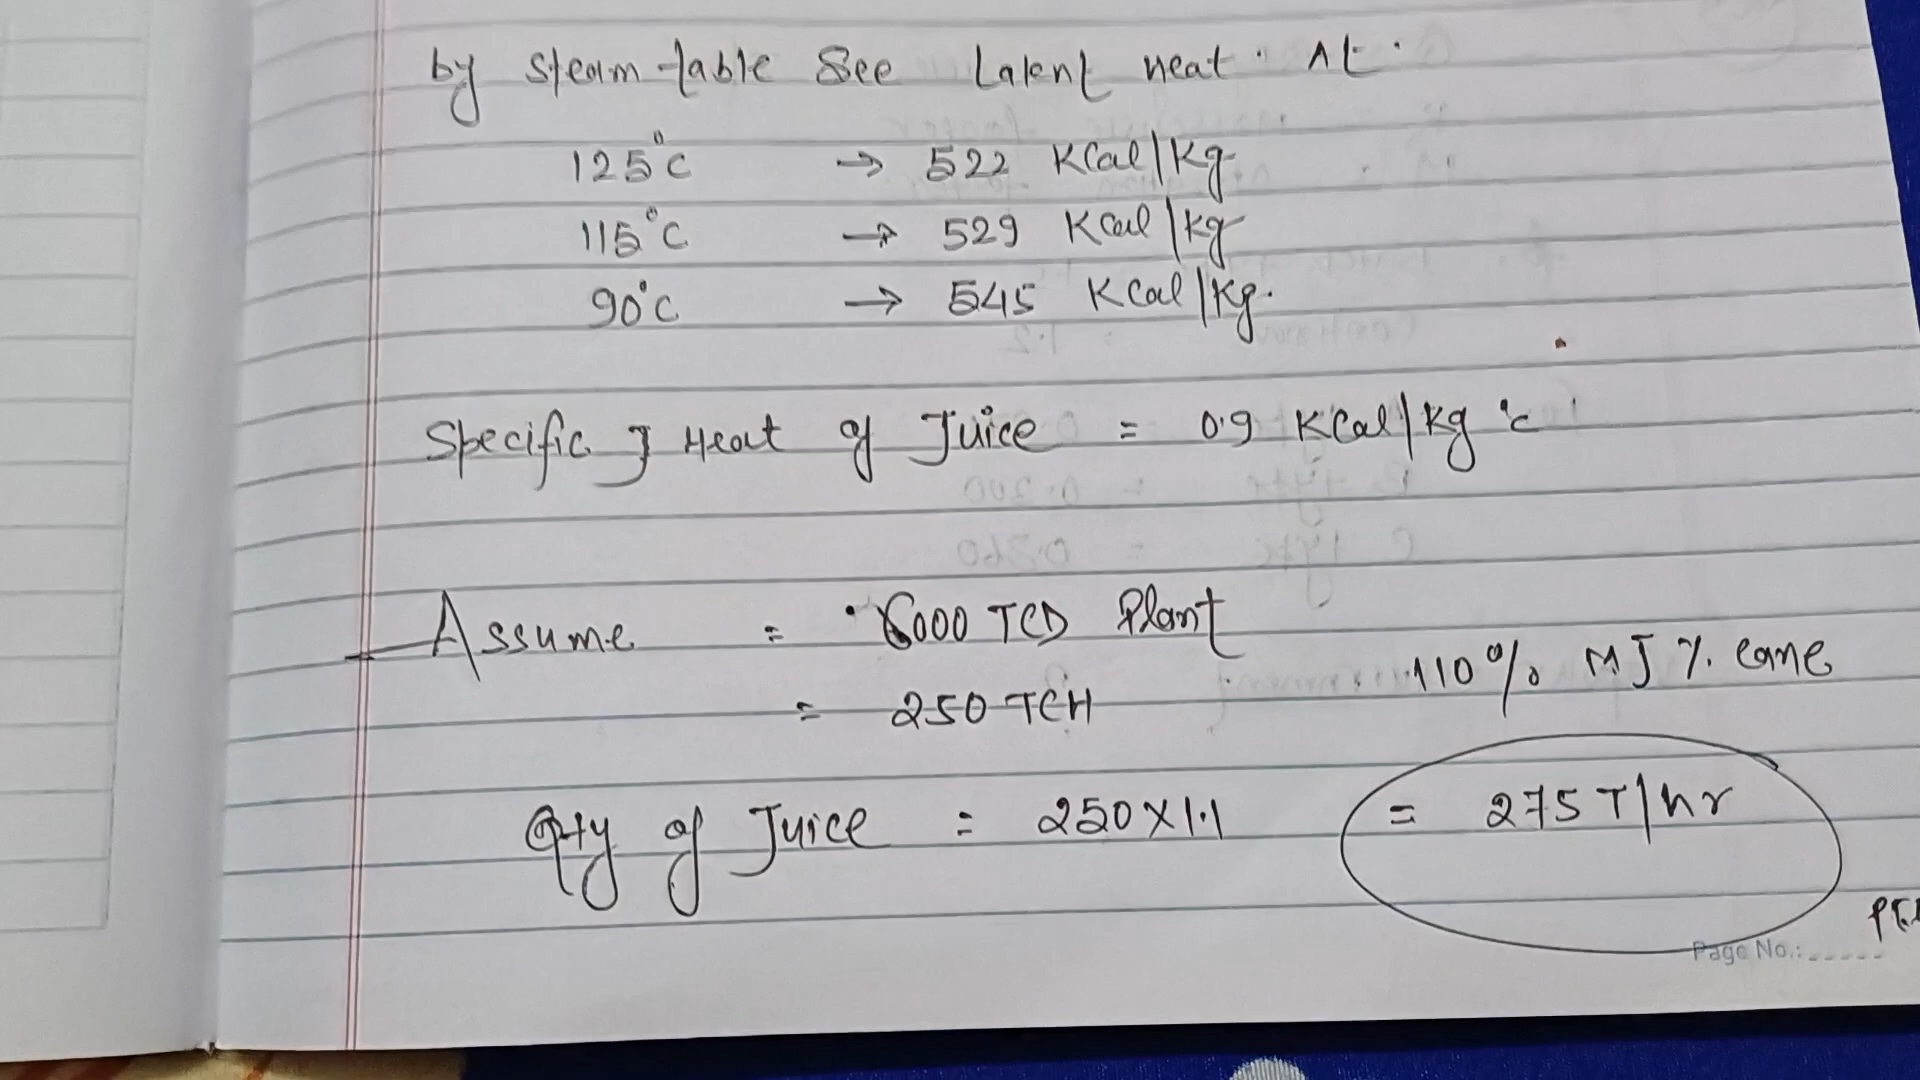 by steam table See Latent heat. At.
125°C → 522 KCal/Kg
115°C → 529 KCal/kg
90°C → 545 KCal/Kg.
Specific Heat of Juice = 0.9 KCal/kg °c
Assume = 6000 TCD Plant
110% MJ % cane
= 250 TCH
Qty of Juice = 250 X 1.1 = 275 T/hr
Page No.: